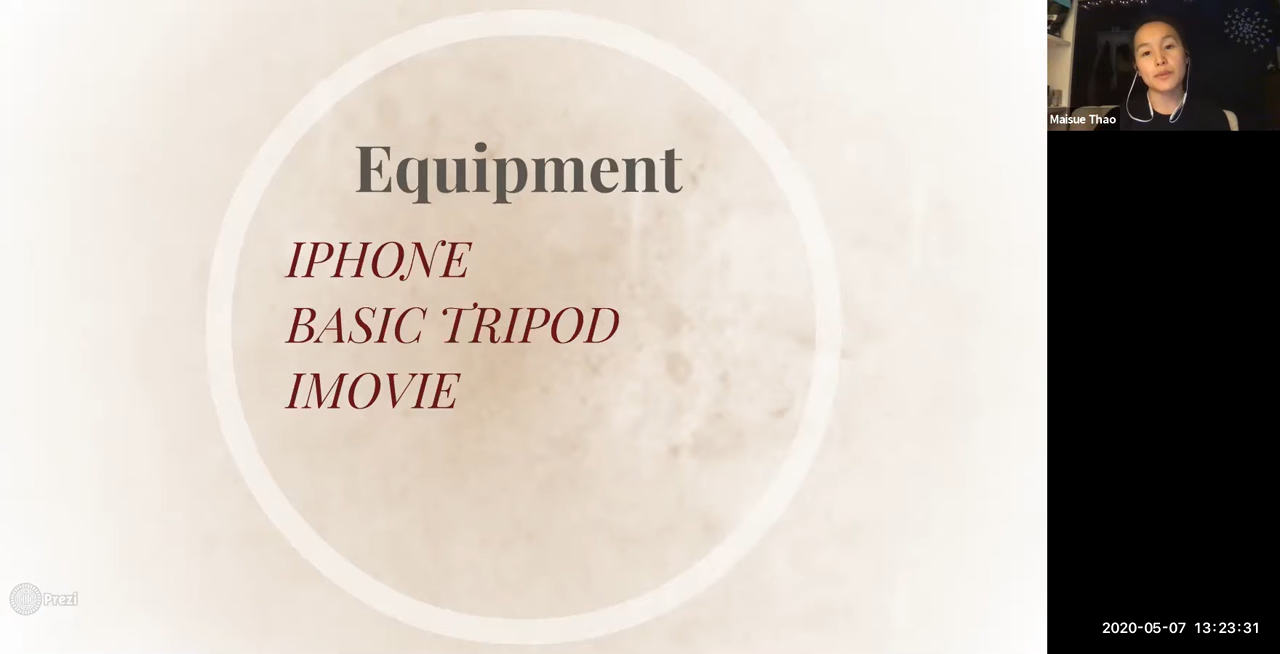 Equipment
IPHONE
BASIC TRIPOD
IMOVIE
Prezi
Maisue Thao
2020-05-07 13:23:31